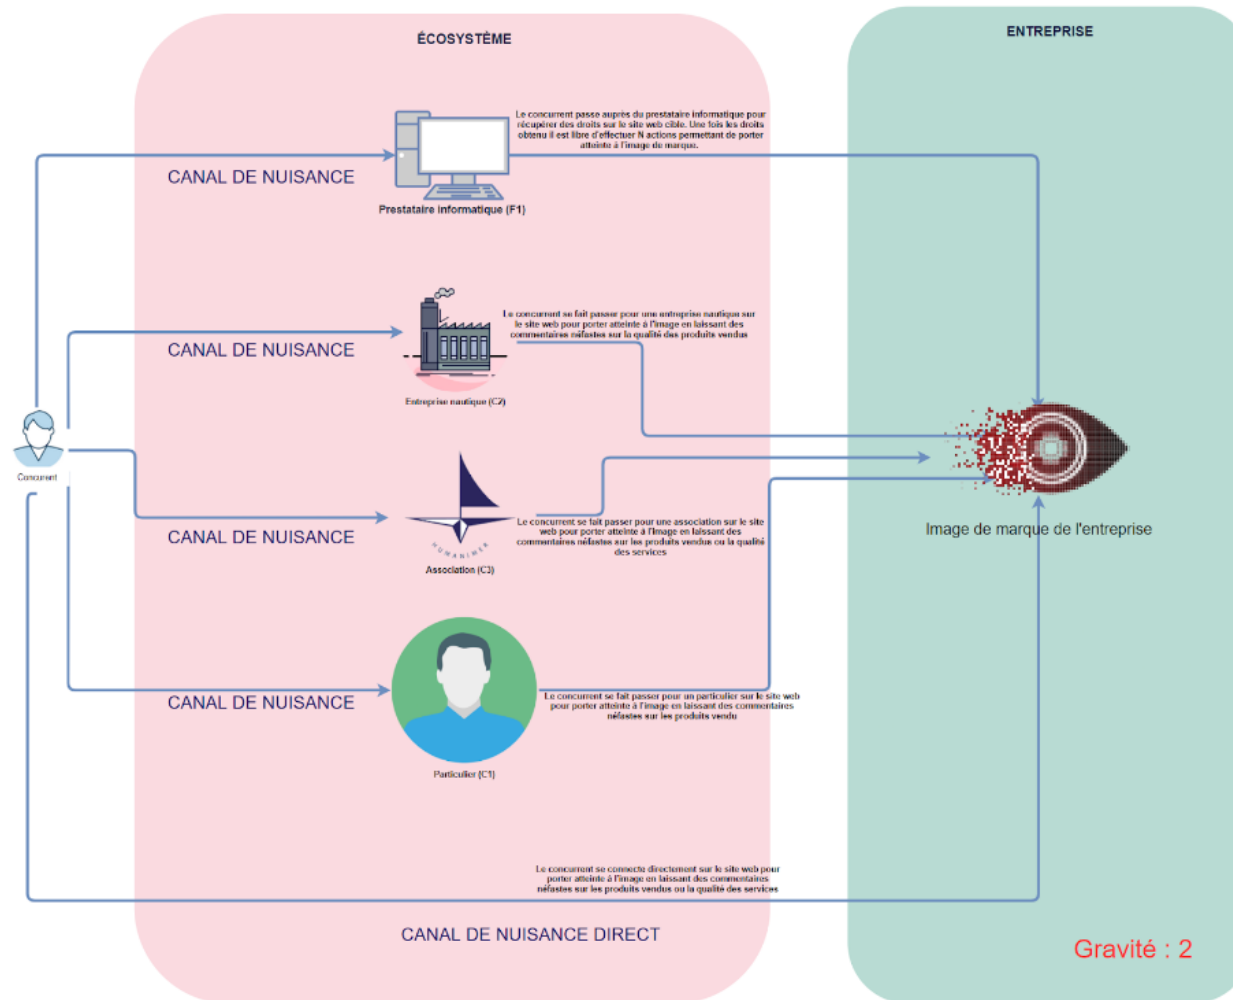 ÉCOSYSTÈME
ENTREPRISE
Le concurrent passe auprès du prestataire informatique pour
récupérer des droits sur le site web cible. Une fois les droits
obtenu il est libre d'effectuer N actions permettant de porter
atteinte à l'image de marque.
CANAL DE NUISANCE
Prestataire informatique (F1)
Le concurrent se fait passer pour une entreprise nautique sur
le site web pour porter atteinte à l'image en laissant des
commentaires néfastes sur la qualité des produits vendus
CANAL DE NUISANCE
Entreprise nautique (C2)
Concurent
Le concurrent se fait passer pour une association sur le site
web pour porter atteinte à l'image en laissant des
commentaires néfastes sur les produits vendus ou la qualité
des services
CANAL DE NUISANCE
HUMANIMER
Association (C3)
Image de marque de l'entreprise
CANAL DE NUISANCE
Le concurrent se fait passer pour un particulier sur le site web
pour porter atteinte à l'image en laissant des commentaires
néfastes sur les produits vendu
Particulier (C1)
Le concurrent se connecte directement sur le site web pour
porter atteinte à l'image en laissant des commentaires
néfastes sur les produits vendus ou la qualité des services
CANAL DE NUISANCE DIRECT
Gravité : 2